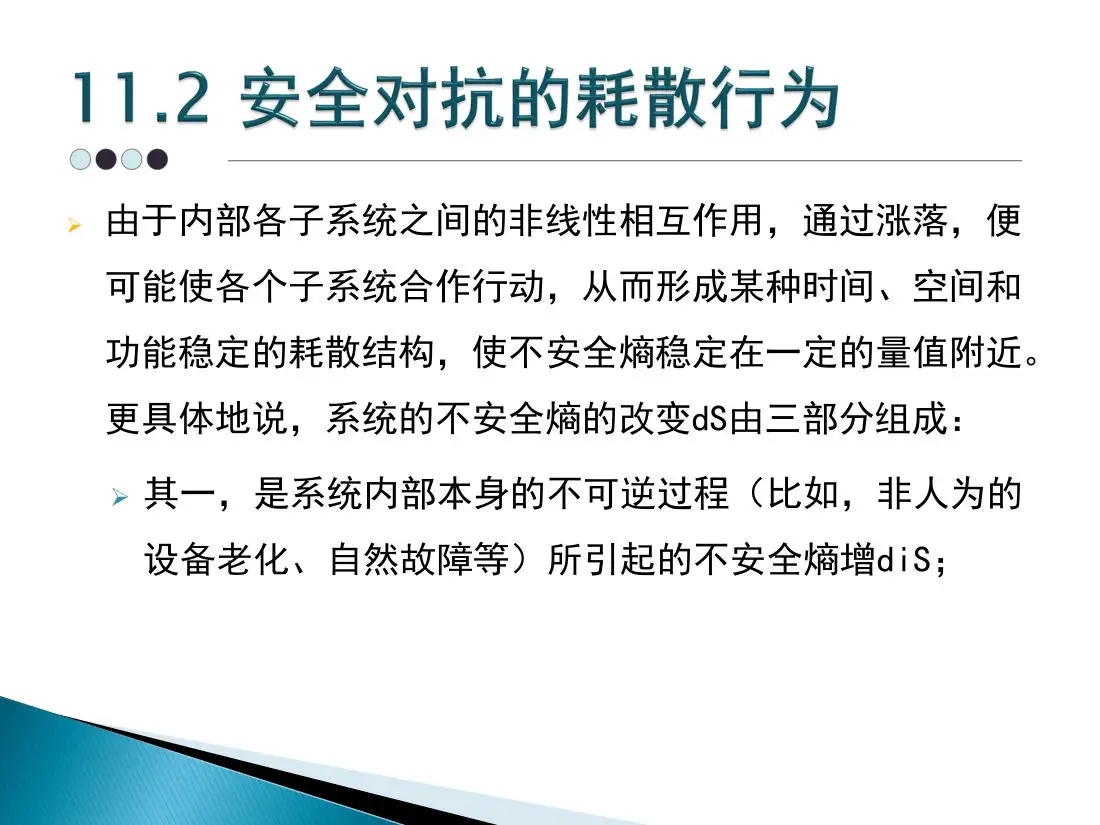 11.2 安全对抗的耗散行为
由于内部各子系统之间的非线性相互作用，通过涨落，便
可能使各个子系统合作行动，从而形成某种时间、空间和
功能稳定的耗散结构，使不安全熵稳定在一定的量值附近。
更具体地说，系统的不安全熵的改变dS由三部分组成：
其一，是系统内部本身的不可逆过程（比如，非人为的
设备老化、自然故障等）所引起的不安全熵增diS；